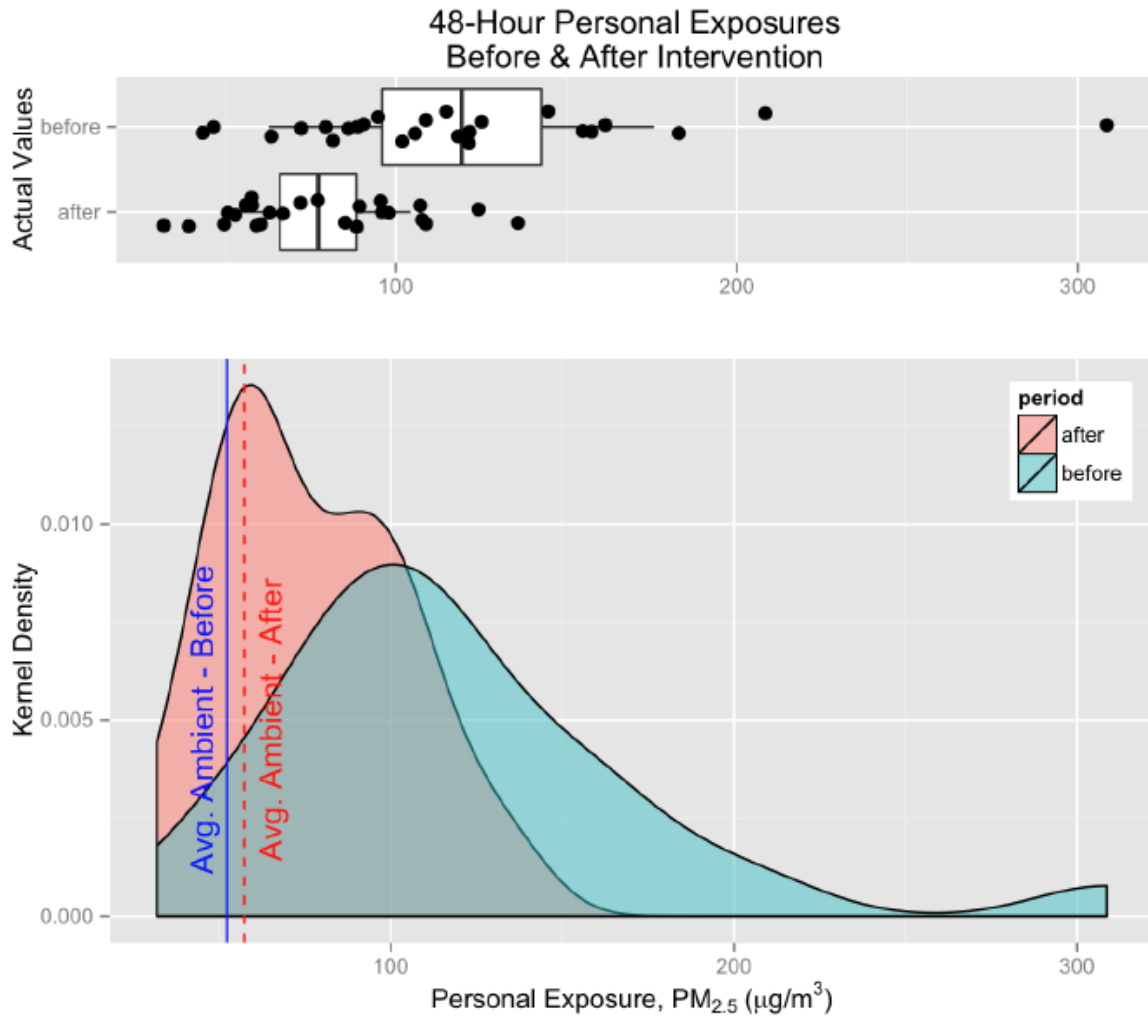 48-Hour Personal Exposures
Before & After Intervention
Actual Values
before
after
100
200
300
Kernel Density
0.010
0.005
0.000
Avg. Ambient - Before
Avg. Ambient - After
period
after
before
100
200
300
Personal Exposure, PM2.5 (μg/m³)